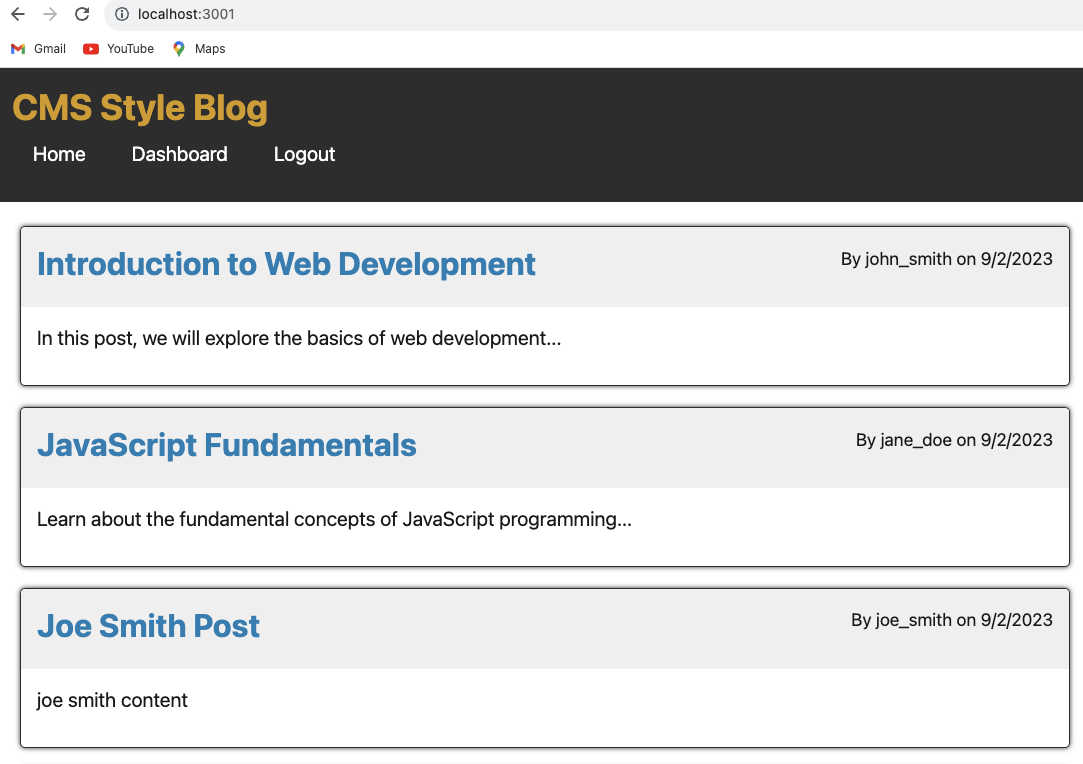 localhost:3001
Gmail YouTube Maps
CMS Style Blog
Home Dashboard Logout
Introduction to Web Development By john_smith on 9/2/2023
In this post, we will explore the basics of web development...
JavaScript Fundamentals By jane_doe on 9/2/2023
Learn about the fundamental concepts of JavaScript programming...
Joe Smith Post By joe_smith on 9/2/2023
joe smith content